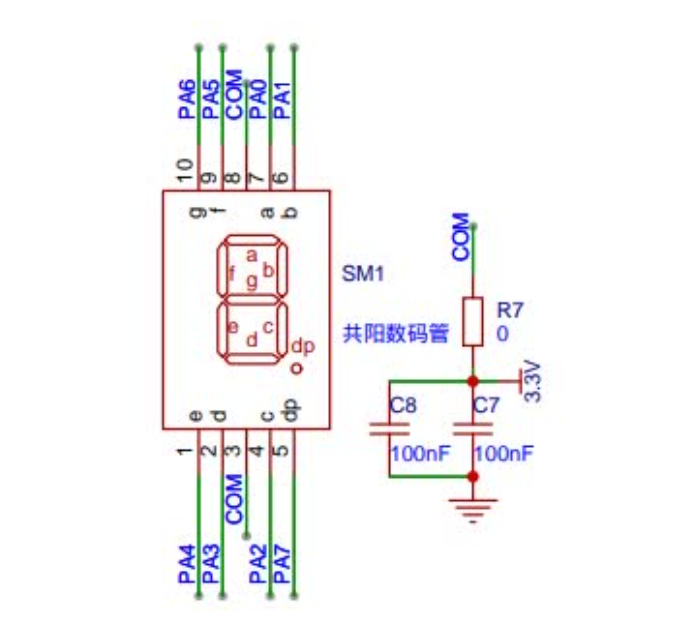 PA6 PA5 COM PA0 PA1
10 9 8 7 6
g f a b
a
f b
g
e c
d
dp
SM1
共阳数码管
e d c dp
1 2 3 4 5
COM
PA4 PA3 PA2 PA7
COM
R7
0
3.3V
C8 C7
100nF 100nF